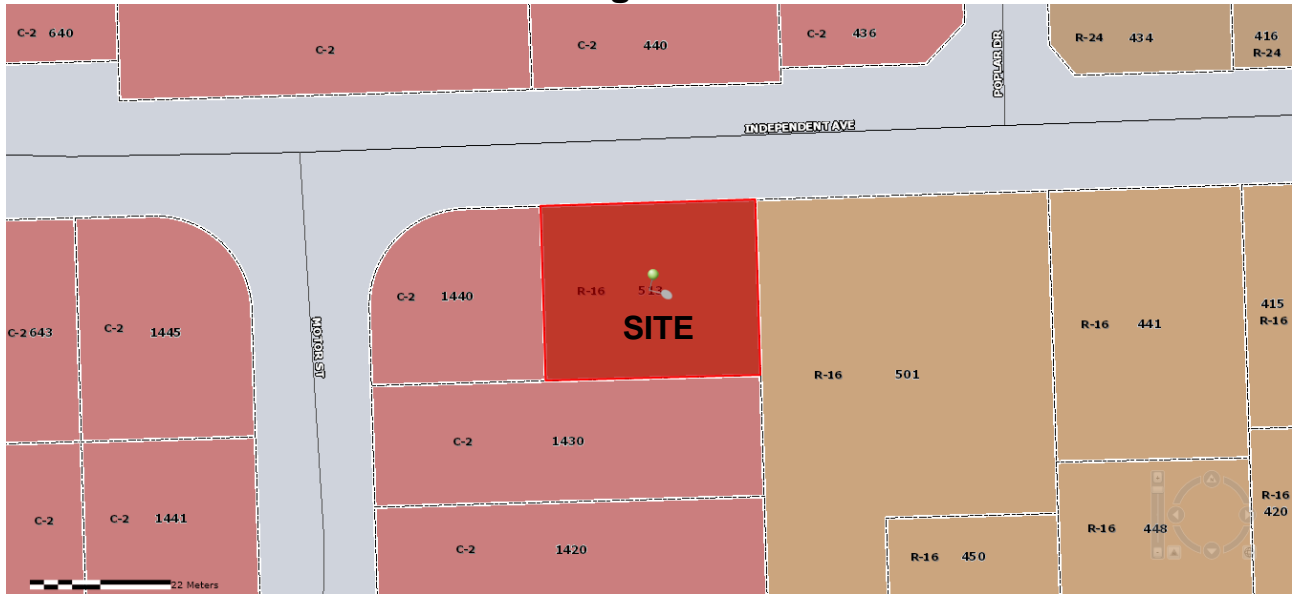 C-2 640
C-2
C-2 440
C-2 436
POPLAR DR
R-24 434
416
R-24
INDEPENDENT AVE
C-2 1440
R-16 513
SITE
C-2 643
C-2 1445
MOTOR ST
R-16 501
R-16 441
415
R-16
C-2 1430
C-2
C-2 1441
C-2 1420
R-16 450
R-16 448
R-16
420
22 Meters